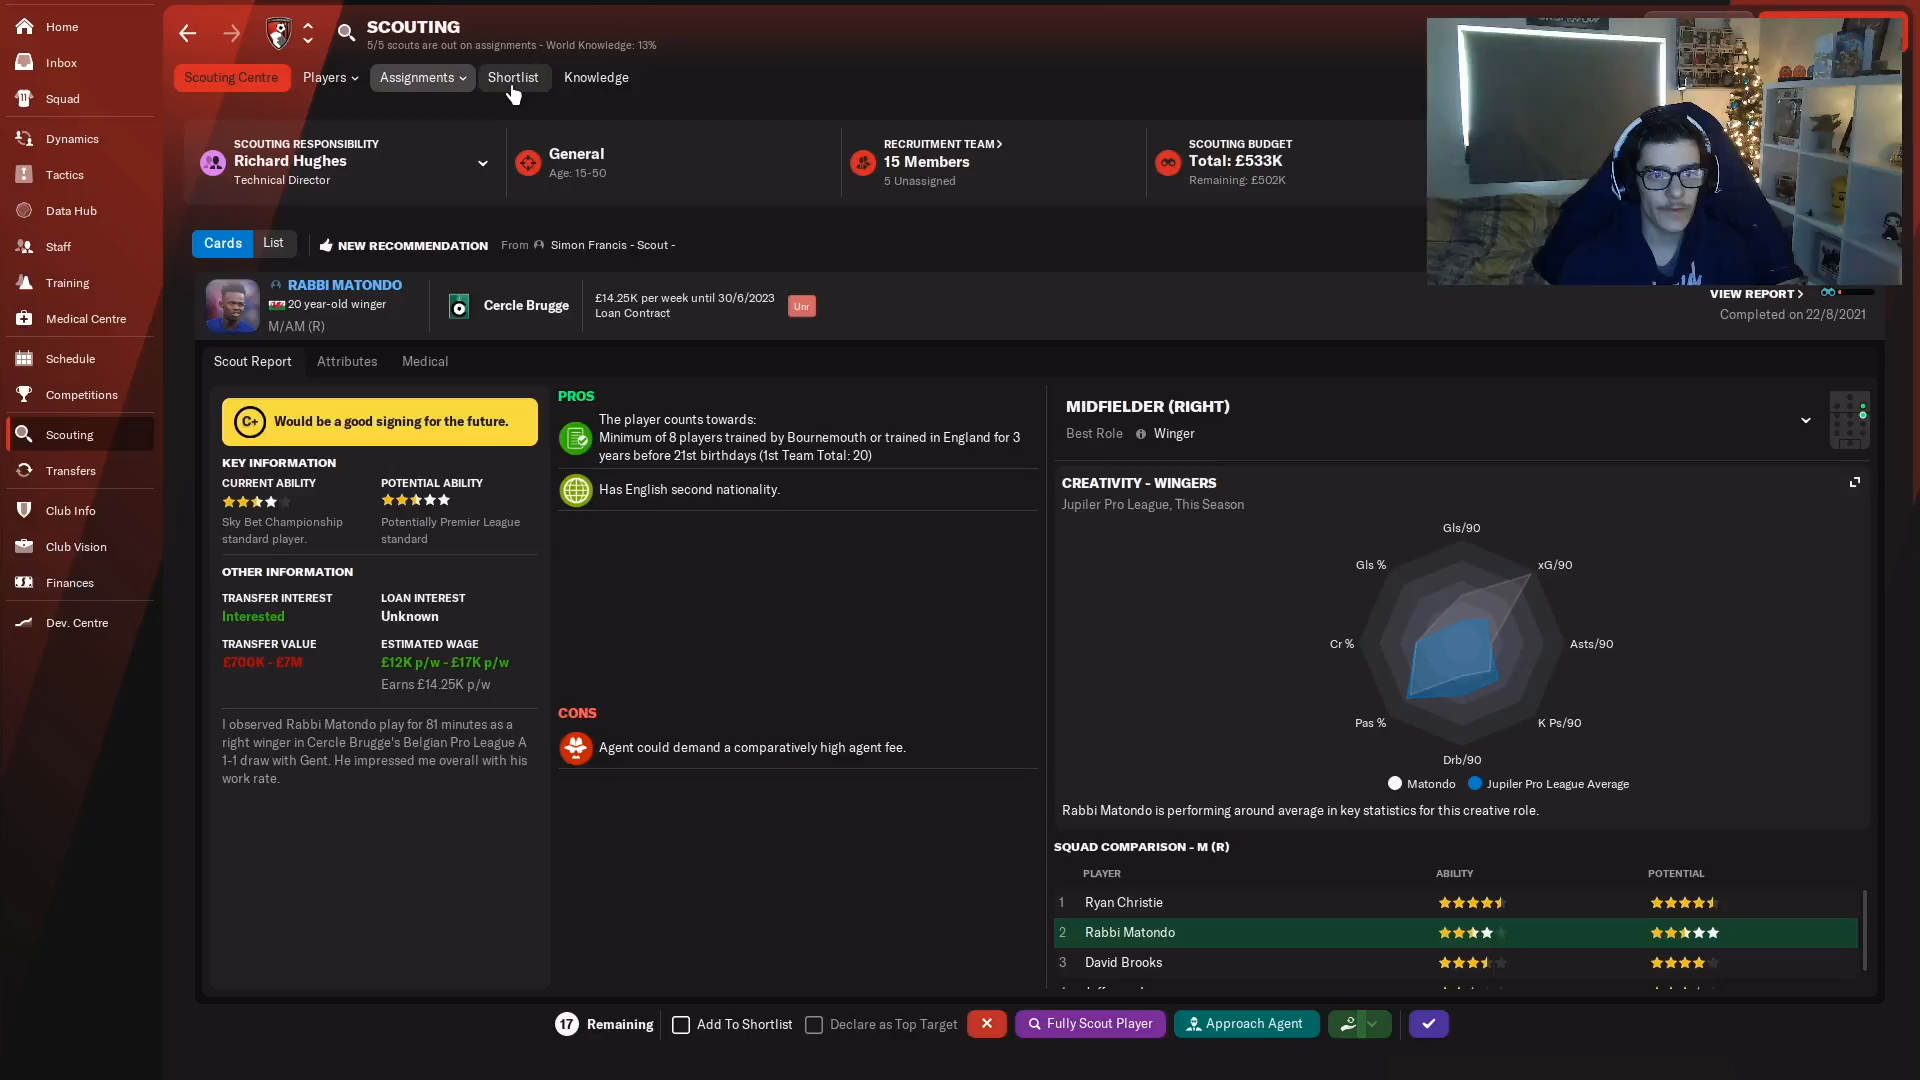 Home
Inbox
Squad
Dynamics
Tactics
Data Hub
Staff
Training
Medical Centre
Schedule
Competitions
Scouting
Transfers
Club Info
Club Vision
Finances
Dev. Centre
SCOUTING
5/5 scouts are out on assignments - World Knowledge: 13%
Scouting Centre Players Assignments Shortlist Knowledge
SCOUTING RESPONSIBILITY
Richard Hughes
Technical Director
General
Age: 15-50
RECRUITMENT TEAM
15 Members
5 Unassigned
SCOUTING BUDGET
Total: £533K
Remaining: £502K
Cards List NEW RECOMMENDATION From Simon Francis - Scout -
RABBI MATONDO
20 year-old winger
M/AM (R)
Cercle Brugge
£14.25K per week until 30/6/2023
Loan Contract
Unr
VIEW REPORT
Completed on 22/8/2021
Scout Report Attributes Medical
C+ Would be a good signing for the future.
KEY INFORMATION
CURRENT ABILITY
Sky Bet Championship
standard player.
POTENTIAL ABILITY
Potentially Premier League
standard
OTHER INFORMATION
TRANSFER INTEREST
Interested
LOAN INTEREST
Unknown
TRANSFER VALUE
£700K - £7M
ESTIMATED WAGE
£12K p/w - £17K p/w
Earns £14.25K p/w
I observed Rabbi Matondo play for 81 minutes as a
right winger in Cercle Brugge's Belgian Pro League A
1-1 draw with Gent. He impressed me overall with his
work rate.
PROS
The player counts towards:
Minimum of 8 players trained by Bournemouth or trained in England for 3
years before 21st birthdays (1st Team Total: 20)
Has English second nationality.
CONS
Agent could demand a comparatively high agent fee.
MIDFIELDER (RIGHT)
Best Role Winger
CREATIVITY - WINGERS
Jupiler Pro League, This Season
Gls/90
Gls %
xG/90
Cr %
Asts/90
Pas %
K Ps/90
Drb/90
Matondo Jupiler Pro League Average
Rabbi Matondo is performing around average in key statistics for this creative role.
SQUAD COMPARISON - M (R)
PLAYER ABILITY POTENTIAL
1 Ryan Christie
2 Rabbi Matondo
3 David Brooks
17 Remaining Add To Shortlist Declare as Top Target Fully Scout Player Approach Agent